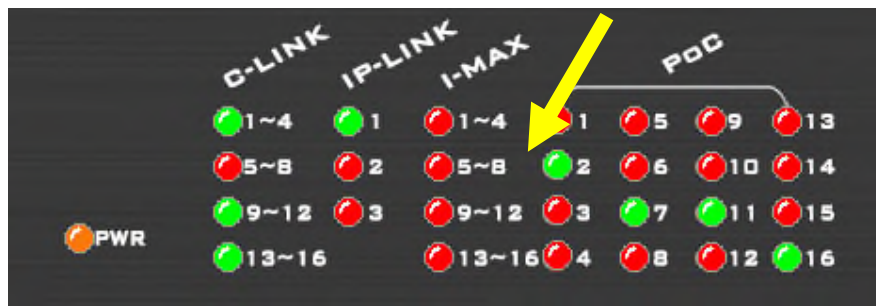 C-LINK IP-LINK I-MAX PoC
1~4 1 1~4 1 5 9 13
5~8 2 5~8 2 6 10 14
9~12 3 9~12 3 7 11 15
PWR
13~16 13~16 4 8 12 16